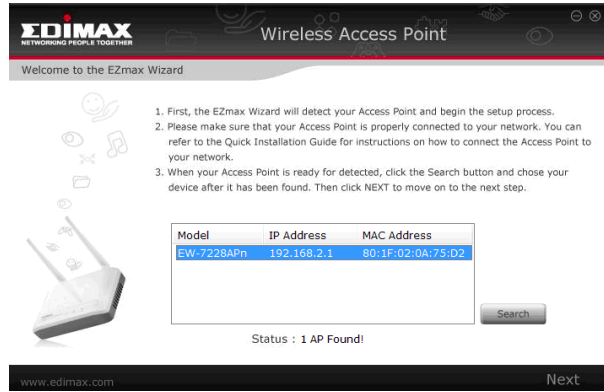 EDIMAX
NETWORKING PEOPLE TOGETHER
Wireless Access Point
Welcome to the EZmax Wizard
1. First, the EZmax Wizard will detect your Access Point and begin the setup process.
2. Please make sure that your Access Point is properly connected to your network. You can
refer to the Quick Installation Guide for instructions on how to connect the Access Point to
your network.
3. When your Access Point is ready for detected, click the Search button and chose your
device after it has been found. Then click NEXT to move on to the next step.
Model IP Address MAC Address
EW-7228APn 192.168.2.1 80:1F:02:0A:75:D2
Search
Status : 1 AP Found!
www.edimax.com
Next